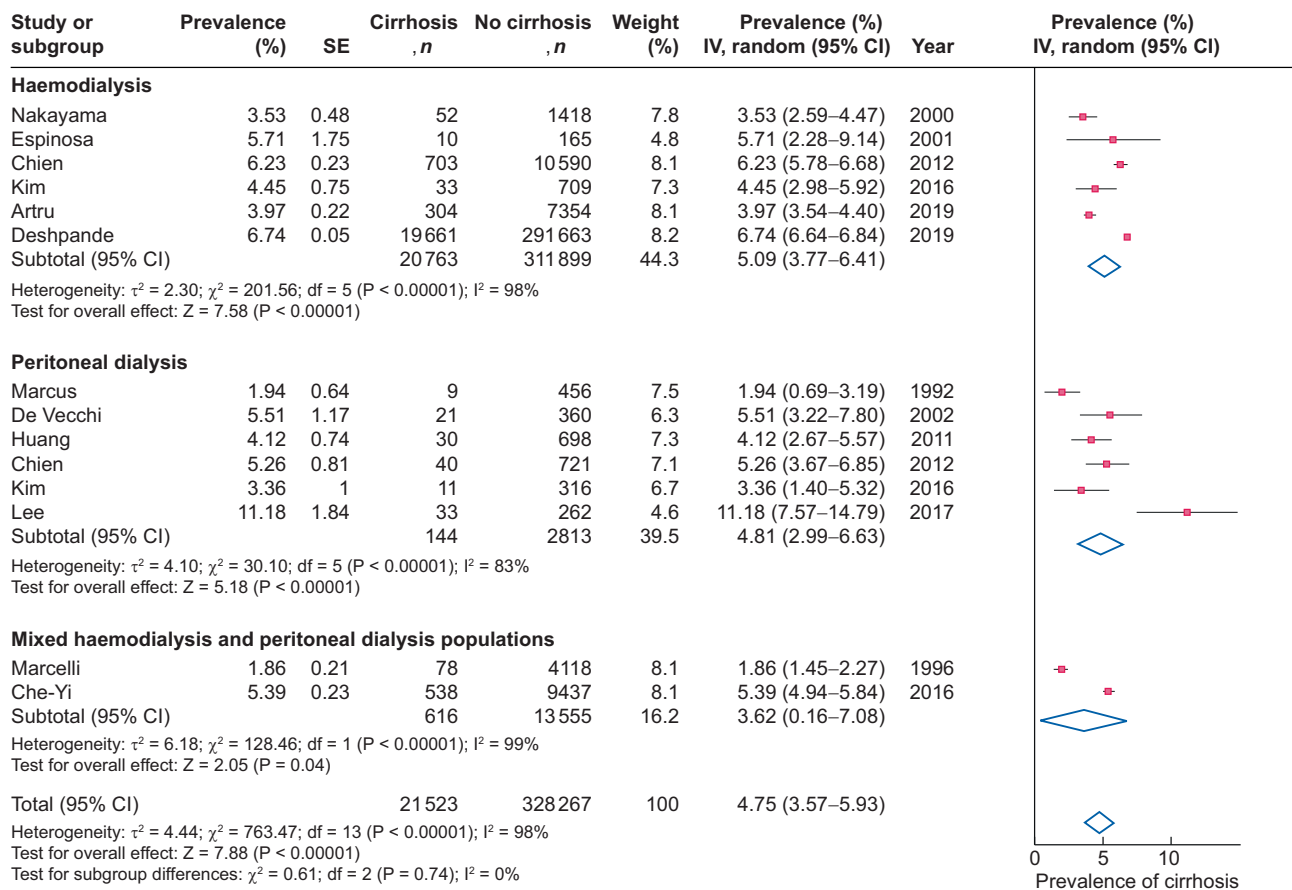 Study or subgroup Prevalence (%) SE Cirrhosis , n No cirrhosis , n Weight (%) Prevalence (%) IV, random (95% CI) Year Prevalence (%) IV, random (95% CI)
Haemodialysis
Nakayama 3.53 0.48 52 1418 7.8 3.53 (2.59–4.47) 2000
Espinosa 5.71 1.75 10 165 4.8 5.71 (2.28–9.14) 2001
Chien 6.23 0.23 703 10 590 8.1 6.23 (5.78–6.68) 2012
Kim 4.45 0.75 33 709 7.3 4.45 (2.98–5.92) 2016
Artru 3.97 0.22 304 7354 8.1 3.97 (3.54–4.40) 2019
Deshpande 6.74 0.05 19 661 291 663 8.2 6.74 (6.64–6.84) 2019
Subtotal (95% CI) 20 763 311 899 44.3 5.09 (3.77–6.41)
Heterogeneity: τ² = 2.30; χ² = 201.56; df = 5 (P < 0.00001); I² = 98%
Test for overall effect: Z = 7.58 (P < 0.00001)
Peritoneal dialysis
Marcus 1.94 0.64 9 456 7.5 1.94 (0.69–3.19) 1992
De Vecchi 5.51 1.17 21 360 6.3 5.51 (3.22–7.80) 2002
Huang 4.12 0.74 30 698 7.3 4.12 (2.67–5.57) 2011
Chien 5.26 0.81 40 721 7.1 5.26 (3.67–6.85) 2012
Kim 3.36 1 11 316 6.7 3.36 (1.40–5.32) 2016
Lee 11.18 1.84 33 262 4.6 11.18 (7.57–14.79) 2017
Subtotal (95% CI) 144 2813 39.5 4.81 (2.99–6.63)
Heterogeneity: τ² = 4.10; χ² = 30.10; df = 5 (P < 0.00001); I² = 83%
Test for overall effect: Z = 5.18 (P < 0.00001)
Mixed haemodialysis and peritoneal dialysis populations
Marcelli 1.86 0.21 78 4118 8.1 1.86 (1.45–2.27) 1996
Che-Yi 5.39 0.23 538 9437 8.1 5.39 (4.94–5.84) 2016
Subtotal (95% CI) 616 13 555 16.2 3.62 (0.16–7.08)
Heterogeneity: τ² = 6.18; χ² = 128.46; df = 1 (P < 0.00001); I² = 99%
Test for overall effect: Z = 2.05 (P = 0.04)
Total (95% CI) 21 523 328 267 100 4.75 (3.57–5.93)
Heterogeneity: τ² = 4.44; χ² = 763.47; df = 13 (P < 0.00001); I² = 98%
Test for overall effect: Z = 7.88 (P < 0.00001)
Test for subgroup differences: χ² = 0.61; df = 2 (P = 0.74); I² = 0%
0 5 10
Prevalence of cirrhosis